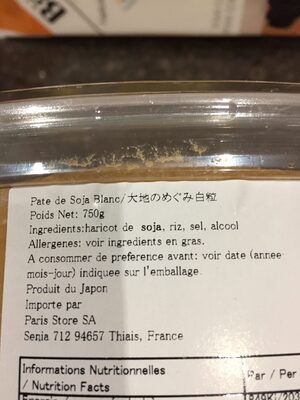 Pate de Soja Blanc/大地のめぐみ白粒
Poids Net: 750g
Ingredients:haricot de soja, riz, sel, alcool
Allergenes: voir ingredients en gras.
A consommer de preference avant: voir date (annee
mois-jour) indiquee sur l'emballage
Produit du Japon
Importe par
Paris Store SA
Senia 712 94657 Thiais, France
Informations Nutritionnelles
/ Nutrition Facts
Par / Per